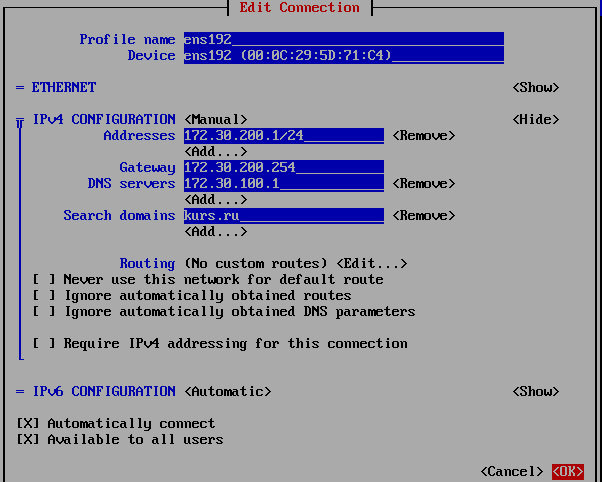 Edit Connection
Profile name ens192
Device ens192 (00:0C:29:5D:71:C4)
= ETHERNET <Show>
= IPv4 CONFIGURATION <Manual> <Hide>
Addresses 172.30.200.1/24 <Remove>
<Add...>
Gateway 172.30.200.254
DNS servers 172.30.100.1 <Remove>
<Add...>
Search domains kurs.ru <Remove>
<Add...>
Routing (No custom routes) <Edit...>
[ ] Never use this network for default route
[ ] Ignore automatically obtained routes
[ ] Ignore automatically obtained DNS parameters
[ ] Require IPv4 addressing for this connection
= IPv6 CONFIGURATION <Automatic> <Show>
[X] Automatically connect
[X] Available to all users
<Cancel> <OK>